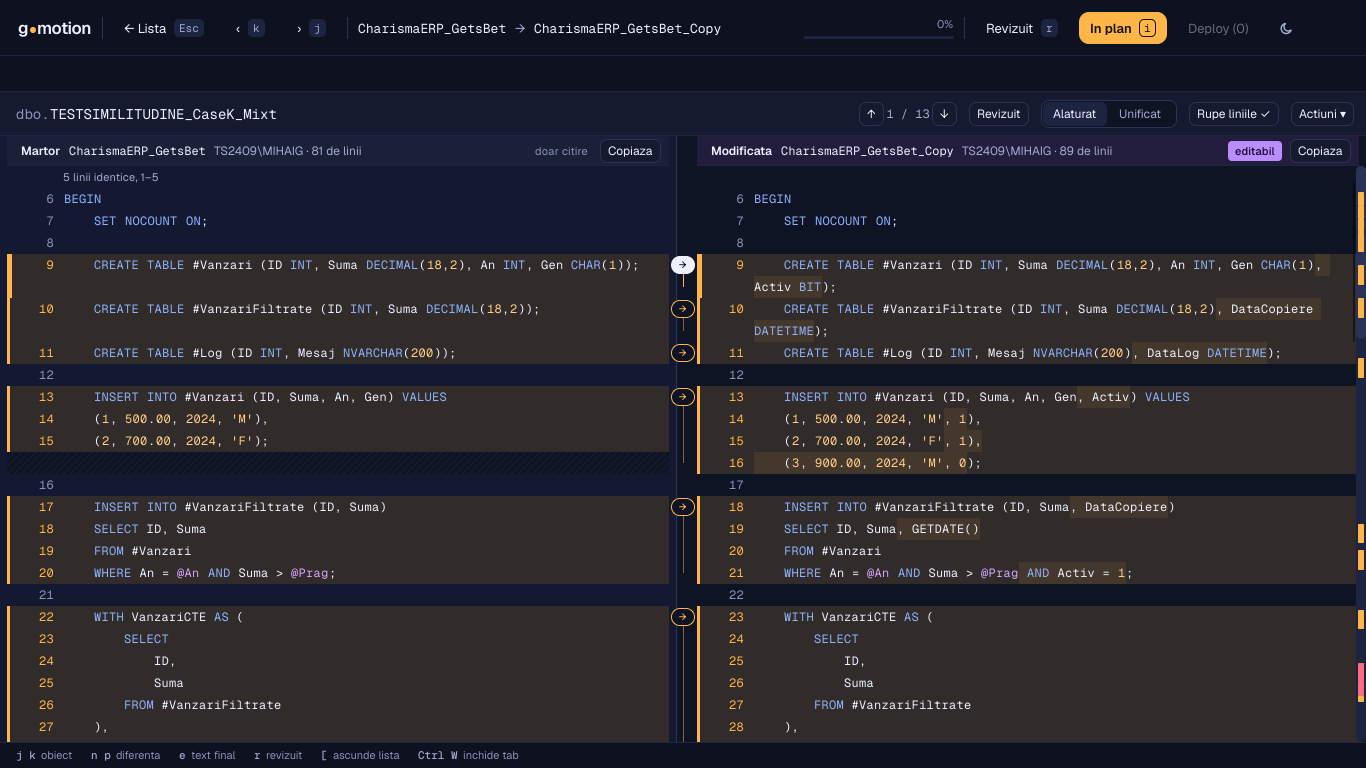 g•motion
← Lista Esc ‹ k › j CharismaERP_GetsBet → CharismaERP_GetsBet_Copy 0% Revizuit r In plan i Deploy (0)
dbo.TESTSIMILITUDINE_CaseK_Mixt ↑ 1 / 13 ↓ Revizuit Alaturat Unificat Rupe liniile ✓ Actiuni ▾
Martor CharismaERP_GetsBet TS2409\MIHAIG · 81 de linii doar citire Copiaza
5 linii identice, 1–5
6 BEGIN
7 SET NOCOUNT ON;
8
9 CREATE TABLE #Vanzari (ID INT, Suma DECIMAL(18,2), An INT, Gen CHAR(1));
10 CREATE TABLE #VanzariFiltrate (ID INT, Suma DECIMAL(18,2));
11 CREATE TABLE #Log (ID INT, Mesaj NVARCHAR(200));
12
13 INSERT INTO #Vanzari (ID, Suma, An, Gen) VALUES
14 (1, 500.00, 2024, 'M'),
15 (2, 700.00, 2024, 'F');
16
17 INSERT INTO #VanzariFiltrate (ID, Suma)
18 SELECT ID, Suma
19 FROM #Vanzari
20 WHERE An = @An AND Suma > @Prag;
21
22 WITH VanzariCTE AS (
23 SELECT
24 ID,
25 Suma
26 FROM #VanzariFiltrate
27 ),
Modificata CharismaERP_GetsBet_Copy TS2409\MIHAIG · 89 de linii editabil Copiaza
6 BEGIN
7 SET NOCOUNT ON;
8
9 CREATE TABLE #Vanzari (ID INT, Suma DECIMAL(18,2), An INT, Gen CHAR(1),
Activ BIT);
10 CREATE TABLE #VanzariFiltrate (ID INT, Suma DECIMAL(18,2), DataCopiere
DATETIME);
11 CREATE TABLE #Log (ID INT, Mesaj NVARCHAR(200), DataLog DATETIME);
12
13 INSERT INTO #Vanzari (ID, Suma, An, Gen, Activ) VALUES
14 (1, 500.00, 2024, 'M', 1),
15 (2, 700.00, 2024, 'F', 1),
16 (3, 900.00, 2024, 'M', 0);
17
18 INSERT INTO #VanzariFiltrate (ID, Suma, DataCopiere)
19 SELECT ID, Suma, GETDATE()
20 FROM #Vanzari
21 WHERE An = @An AND Suma > @Prag AND Activ = 1;
22
23 WITH VanzariCTE AS (
24 SELECT
25 ID,
26 Suma
27 FROM #VanzariFiltrate
28 ),
j k obiect n p diferenta e text final r revizuit [ ascunde lista Ctrl W inchide tab